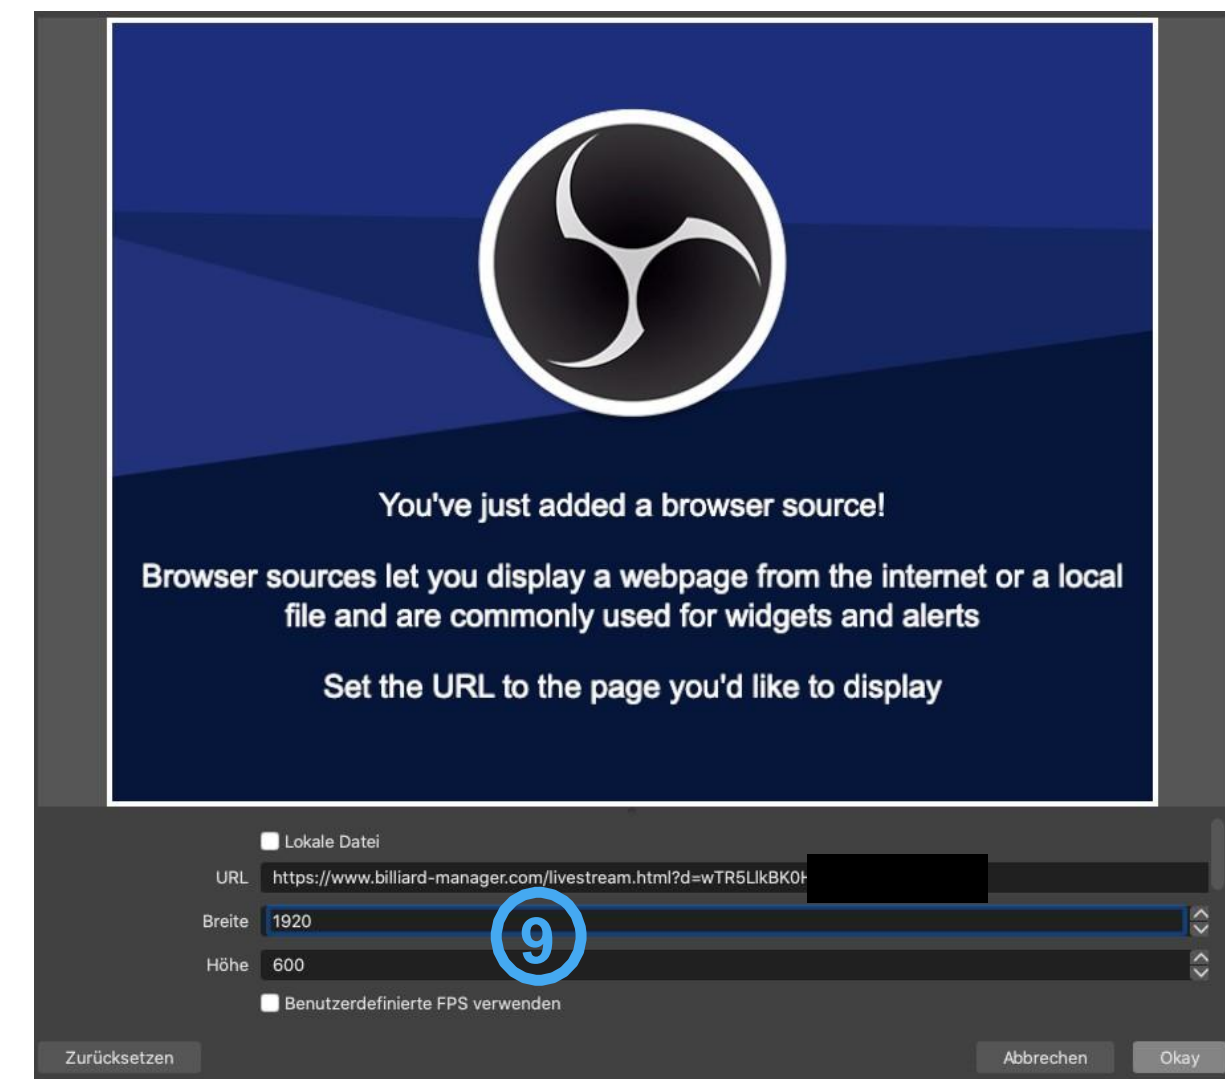 You've just added a browser source!
Browser sources let you display a webpage from the internet or a local
file and are commonly used for widgets and alerts
Set the URL to the page you'd like to display
Lokale Datei
URL https://www.billiard-manager.com/livestream.html?d=wTR5LlkBK0H
Breite 1920
9
Höhe 600
Benutzerdefinierte FPS verwenden
Zurücksetzen Abbrechen Okay